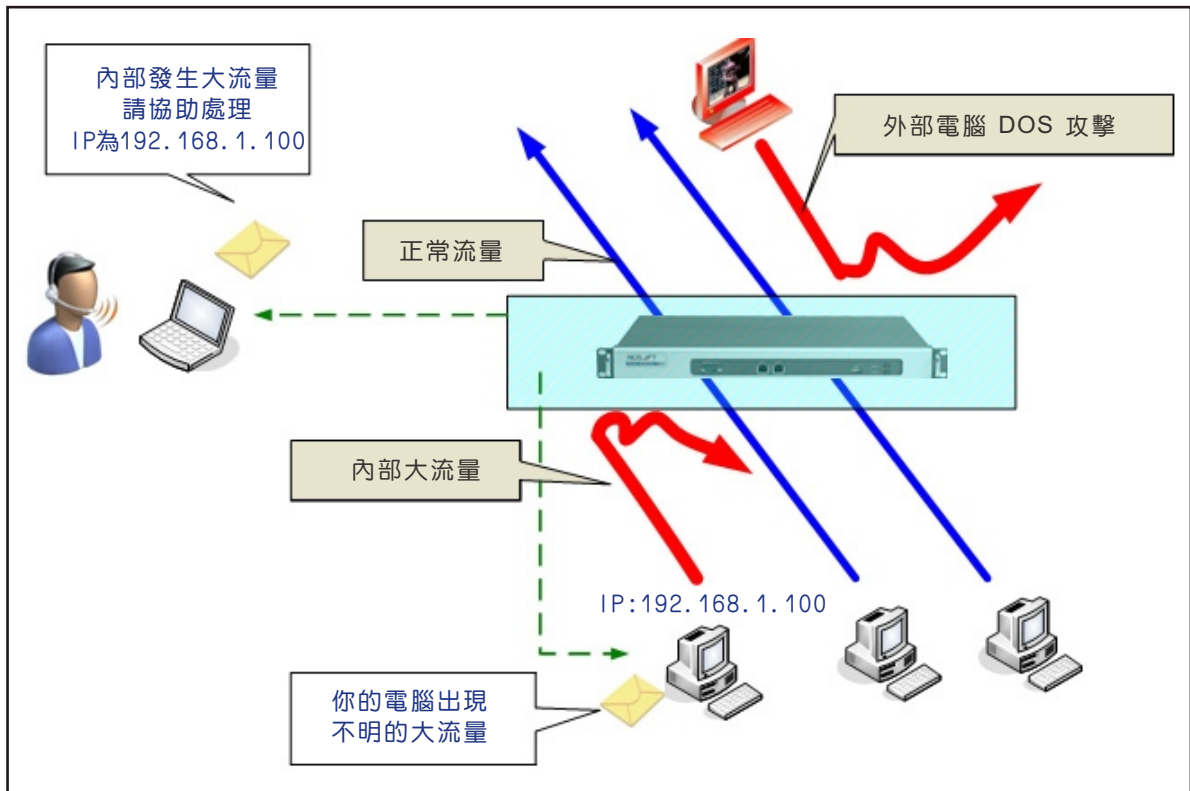 內部發生大流量
請協助處理
IP為192.168.1.100
外部電腦 DOS 攻擊
正常流量
NUSOFT
內部大流量
IP:192.168.1.100
你的電腦出現
不明的大流量